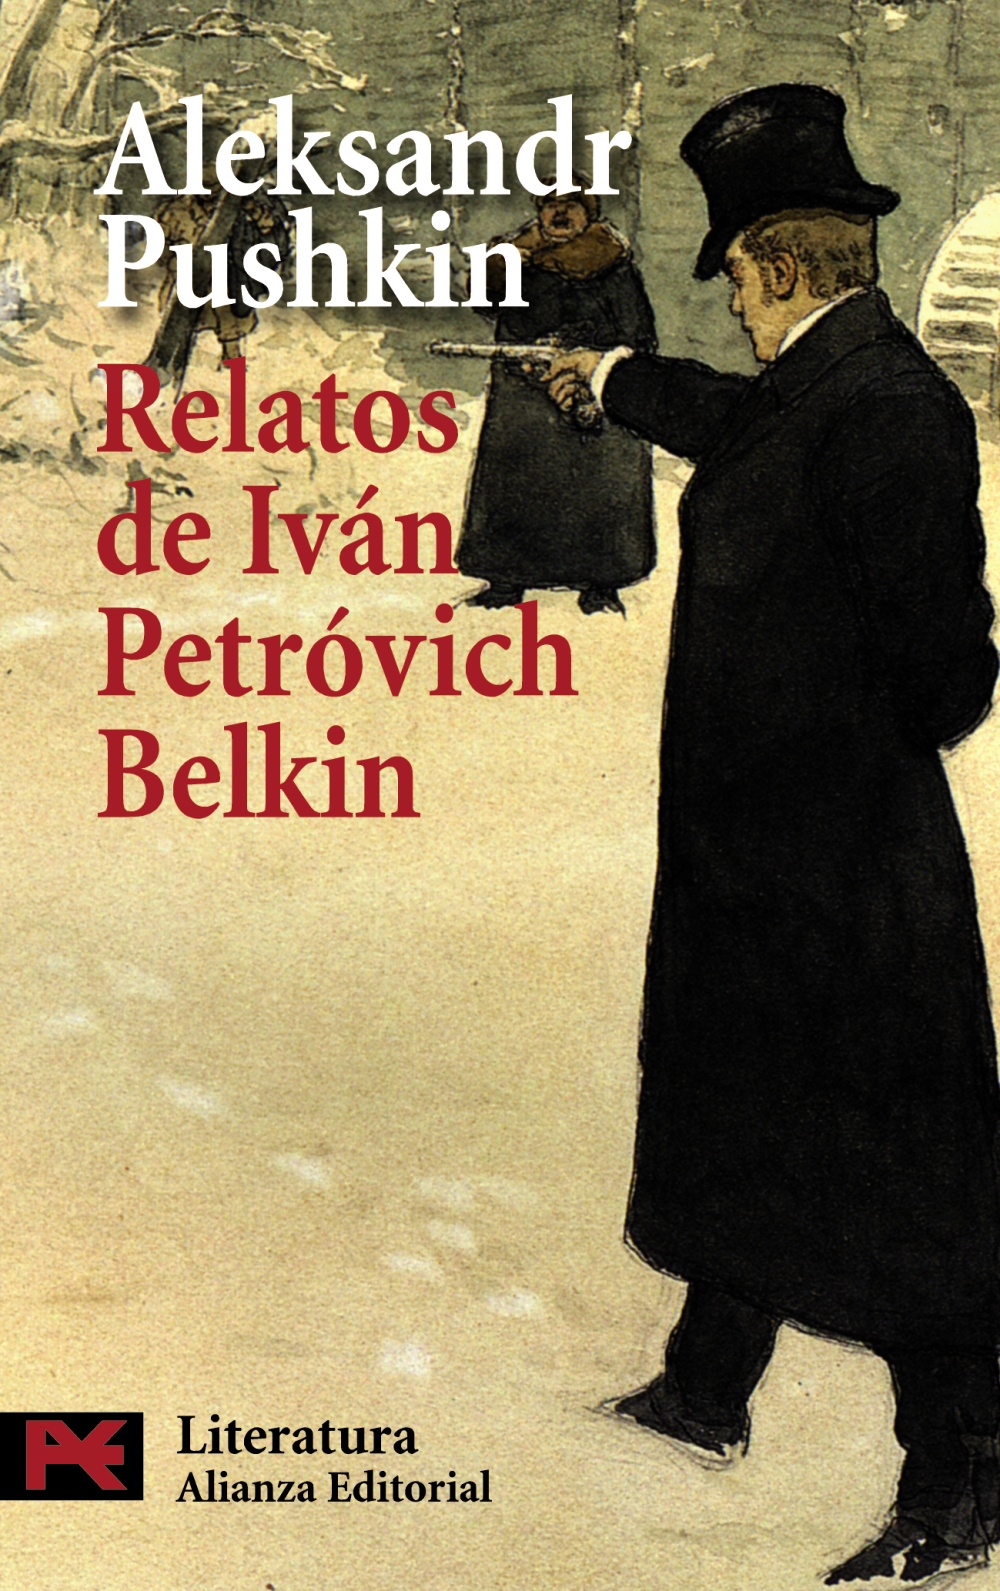 Aleksandr
Pushkin
Relatos
de Iván
Petróvich
Belkin
Literatura
Alianza Editorial